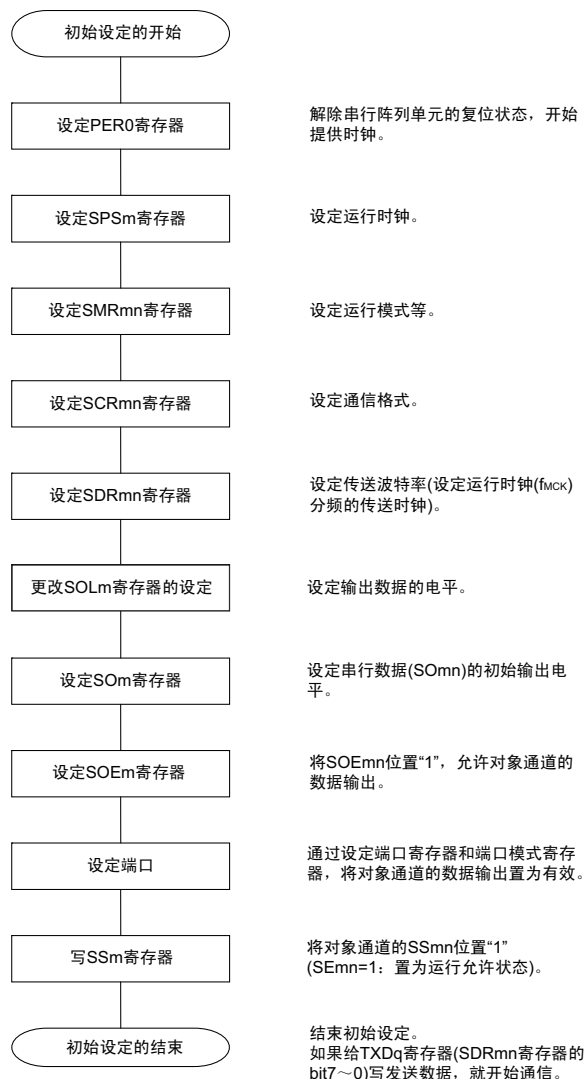 初始设定的开始
设定PER0寄存器
解除串行阵列单元的复位状态，开始
提供时钟。
设定SPSm寄存器
设定运行时钟。
设定SMRmn寄存器
设定运行模式等。
设定SCRmn寄存器
设定通信格式。
设定SDRmn寄存器
设定传送波特率(设定运行时钟(fMCK)
分频的传送时钟)。
更改SOLm寄存器的设定
设定输出数据的电平。
设定SOm寄存器
设定串行数据(SOmn)的初始输出电
平。
设定SOEm寄存器
将SOEmn位置“1”，允许对象通道的
数据输出。
设定端口
通过设定端口寄存器和端口模式寄存
器，将对象通道的数据输出置为有效。
写SSm寄存器
将对象通道的SSmn位置“1”
(SEmn=1：置为运行允许状态)。
初始设定的结束
结束初始设定。
如果给TXDq寄存器(SDRmn寄存器的
bit7～0)写发送数据，就开始通信。